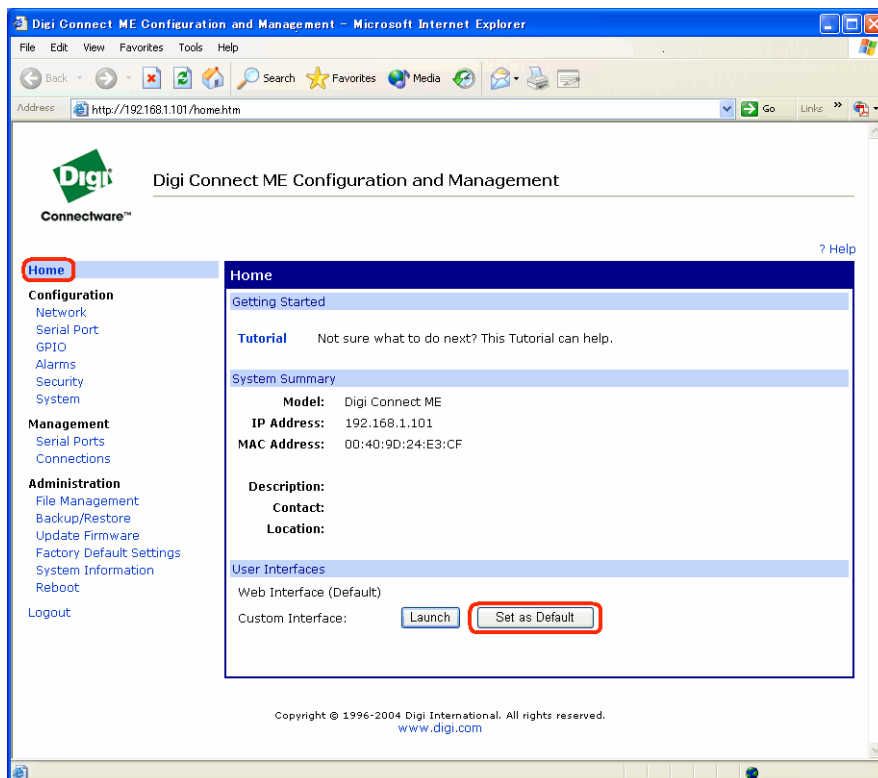 Digi Connect ME Configuration and Management - Microsoft Internet Explorer
File Edit View Favorites Tools Help
Back Search Favorites Media
Address http://192.168.1.101/home.htm Go Links »
Digi
Connectware™
Digi Connect ME Configuration and Management
? Help
Home
Configuration
Network
Serial Port
GPIO
Alarms
Security
System
Management
Serial Ports
Connections
Administration
File Management
Backup/Restore
Update Firmware
Factory Default Settings
System Information
Reboot
Logout
Home
Getting Started
Tutorial Not sure what to do next? This Tutorial can help.
System Summary
Model: Digi Connect ME
IP Address: 192.168.1.101
MAC Address: 00:40:9D:24:E3:CF
Description:
Contact:
Location:
User Interfaces
Web Interface (Default)
Custom Interface: Launch Set as Default
Copyright © 1996-2004 Digi International. All rights reserved.
www.digi.com